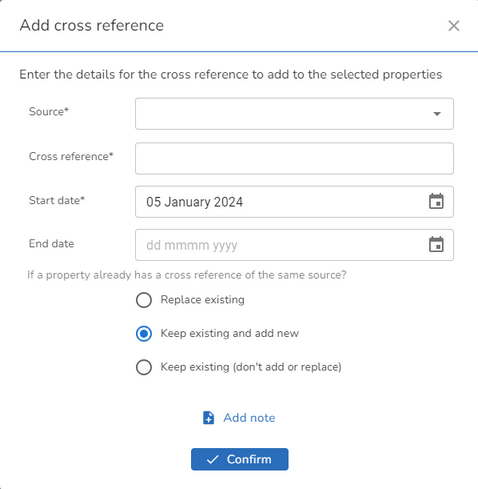 Add cross reference
Enter the details for the cross reference to add to the selected properties
Source*
Cross reference*
Start date* 05 January 2024
End date dd mmmm yyyy
If a property already has a cross reference of the same source?
Replace existing
Keep existing and add new
Keep existing (don't add or replace)
Add note
Confirm